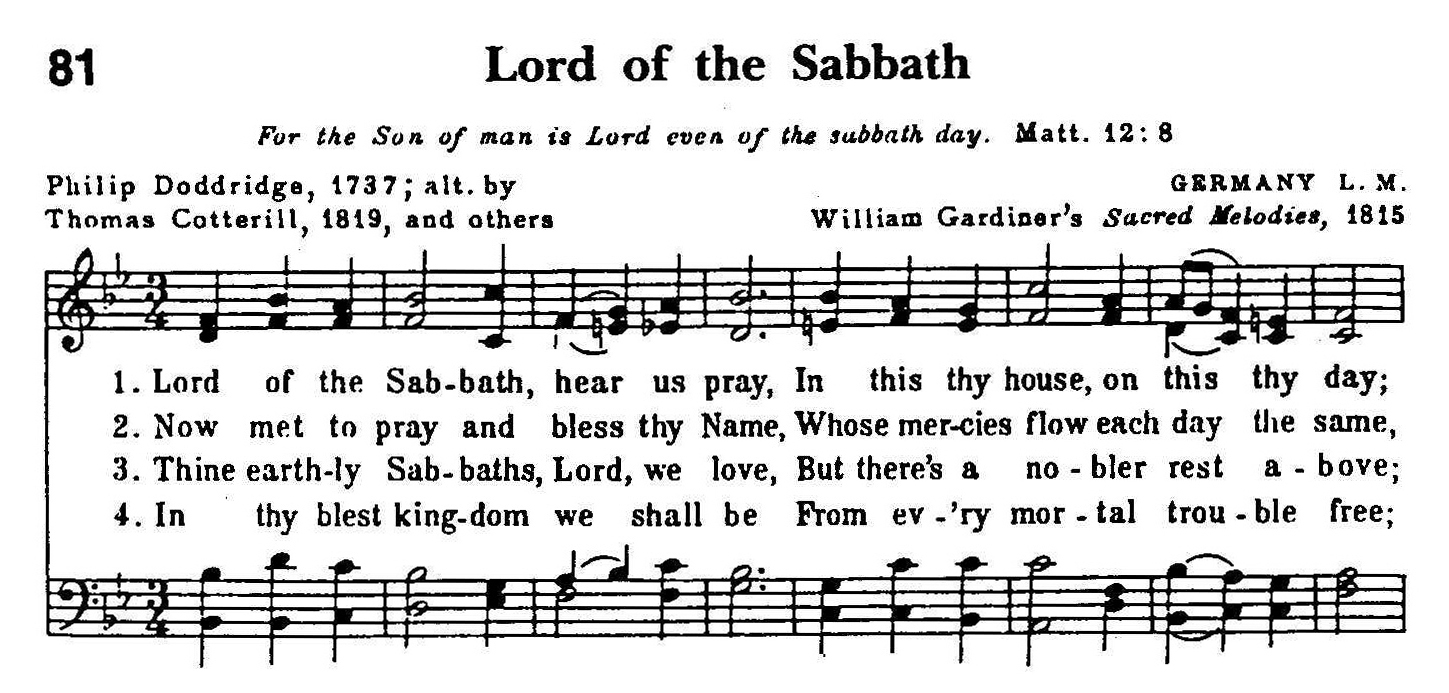 81
Lord of the Sabbath
For the Son of man is Lord even of the sabbath day. Matt. 12:8
Philip Doddridge, 1737; alt. by
Thomas Cotterill, 1819, and others
GERMANY L. M.
William Gardiner's Sacred Melodies, 1815
3
4
1. Lord of the Sab-bath, hear us pray, In this thy house, on this thy day;
2. Now met to pray and bless thy Name, Whose mer-cies flow each day the same,
3. Thine earth-ly Sab-baths, Lord, we love, But there's a no-bler rest a-bove;
4. In thy blest king-dom we shall be From ev-'ry mor-tal trou-ble free;
3
4